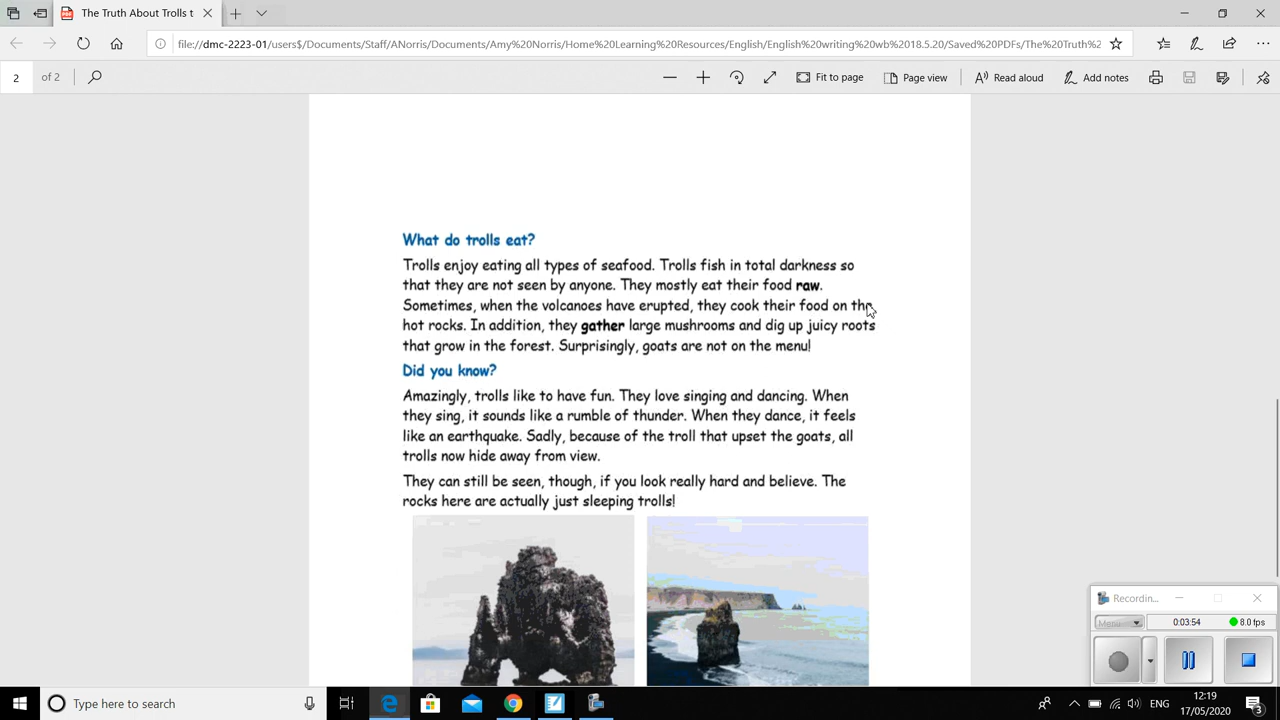 The Truth About Trolls t
file://dmc-2223-01/users$/Documents/Staff/ANorris/Documents/Amy%20Norris/Home%20Learning%20Resources/English/English%20writing%20wb%2018.5.20/Saved%20PDFs/The%20Truth%2
2 of 2
Fit to page
Page view
Read aloud
Add notes
What do trolls eat?
Trolls enjoy eating all types of seafood. Trolls fish in total darkness so
that they are not seen by anyone. They mostly eat their food raw.
Sometimes, when the volcanoes have erupted, they cook their food on the
hot rocks. In addition, they gather large mushrooms and dig up juicy roots
that grow in the forest. Surprisingly, goats are not on the menu!
Did you know?
Amazingly, trolls like to have fun. They love singing and dancing. When
they sing, it sounds like a rumble of thunder. When they dance, it feels
like an earthquake. Sadly, because of the troll that upset the goats, all
trolls now hide away from view.
They can still be seen, though, if you look really hard and believe. The
rocks here are actually just sleeping trolls!
Recordin...
Menu
0:03:54
8.0 fps
Type here to search
ENG
12:19
17/05/2020
3